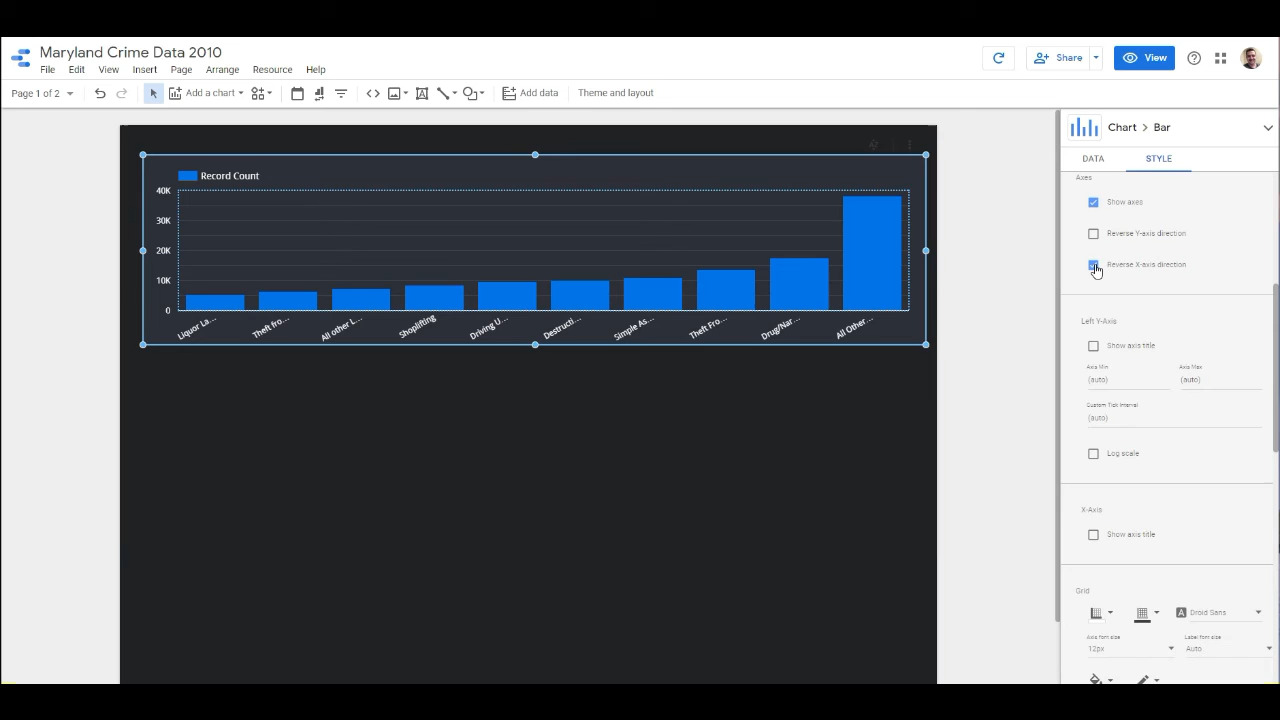 Maryland Crime Data 2010
File Edit View Insert Page Arrange Resource Help
Share View
Page 1 of 2 Add a chart Add data Theme and layout
Chart > Bar
DATA STYLE
Record Count
40K
30K
20K
10K
0
Liquor La... Theft fro... All other L... Shoplifting Driving U... Destructi... Simple As... Theft Fro... Drug/Nar... All Other...
Axes
Show axes
Reverse Y-axis direction
Reverse X-axis direction
Left Y-Axis
Show axis title
Axis Min Axis Max
(auto) (auto)
Custom Tick Interval
(auto)
Log scale
X-Axis
Show axis title
Grid
A Droid Sans
Axis font size Label font size
12px Auto